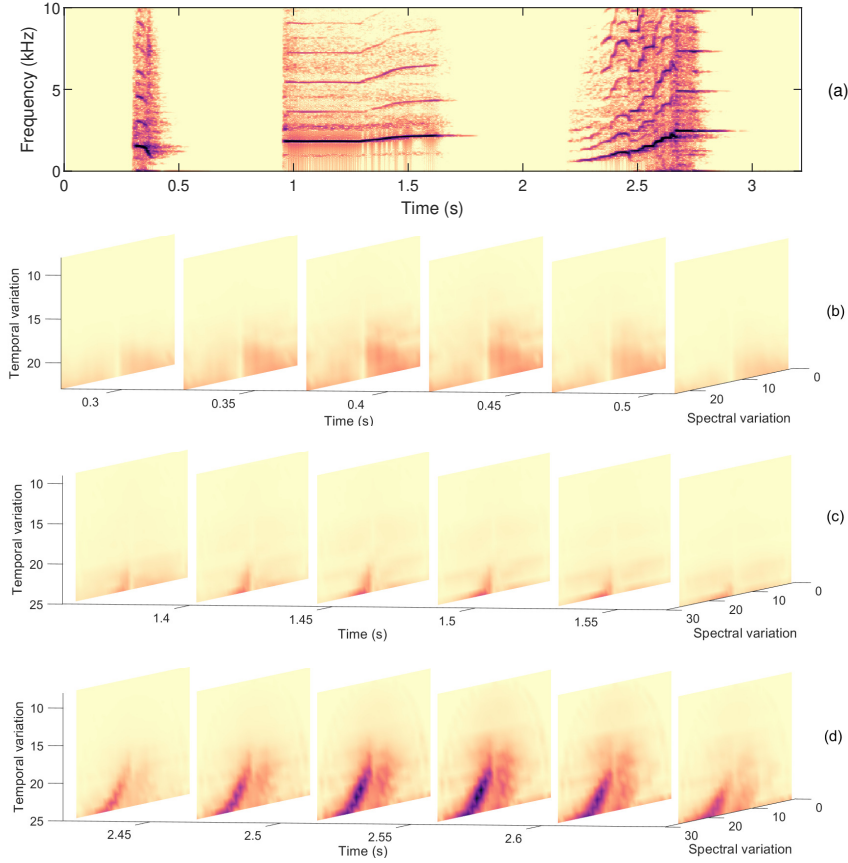 10
5
0
Frequency (kHz)
(a)
0 0.5 1 1.5 2 2.5 3
Time (s)
Temporal variation
10
15
20
(b)
0.3 0.35 0.4 0.45 0.5
20 10 0
Time (s)
Spectral variation
Temporal variation
10
15
20
25
(c)
1.4 1.45 1.5 1.55
30 20 10 0
Time (s)
Spectral variation
Temporal variation
10
15
20
25
(d)
2.45 2.5 2.55 2.6
30 20 10 0
Time (s)
Spectral variation